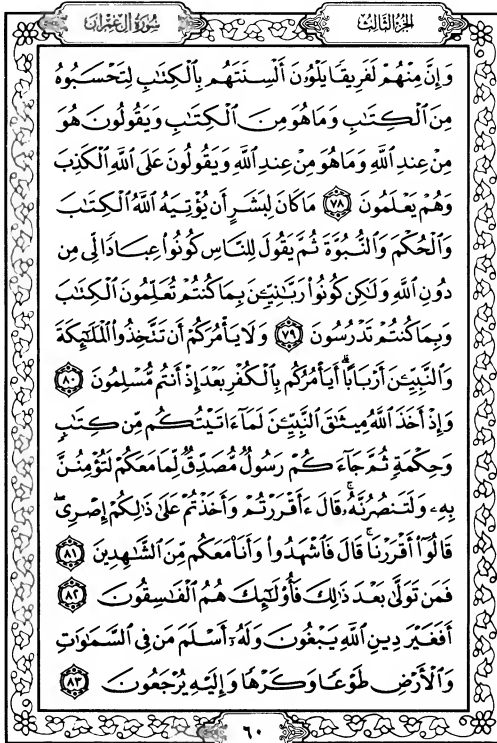 سُورَةُ آلِ عِمْرَانَ
الجُزْءُ الثَّالِثُ
وَإِنَّ مِنْهُمْ لَفَرِيقًا يَلْوُۥنَ أَلْسِنَتَهُم بِٱلْكِتَٰبِ لِتَحْسَبُوهُ
مِنَ ٱلْكِتَٰبِ وَمَا هُوَ مِنَ ٱلْكِتَٰبِ وَيَقُولُونَ هُوَ
مِنْ عِندِ ٱللَّهِ وَمَا هُوَ مِنْ عِندِ ٱللَّهِ وَيَقُولُونَ عَلَى ٱللَّهِ ٱلْكَذِبَ
وَهُمْ يَعْلَمُونَ ٧٨ مَا كَانَ لِبَشَرٍ أَن يُؤْتِيَهُ ٱللَّهُ ٱلْكِتَٰبَ
وَٱلْحُكْمَ وَٱلنُّبُوَّةَ ثُمَّ يَقُولَ لِلنَّاسِ كُونُوا۟ عِبَادًا لِّى مِن
دُونِ ٱللَّهِ وَلَٰكِن كُونُوا۟ رَبَّٰنِيِّـۧنَ بِمَا كُنتُمْ تُعَلِّمُونَ ٱلْكِتَٰبَ
وَبِمَا كُنتُمْ تَدْرُسُونَ ٧٩ وَلَا يَأْمُرَكُمْ أَن تَتَّخِذُوا۟ ٱلْمَلَٰٓئِكَةَ
وَٱلنَّبِيِّـۧنَ أَرْبَابًا ۗ أَيَأْمُرُكُم بِٱلْكُفْرِ بَعْدَ إِذْ أَنتُم مُّسْلِمُونَ ٨٠
وَإِذْ أَخَذَ ٱللَّهُ مِيثَٰقَ ٱلنَّبِيِّـۧنَ لَمَآ ءَاتَيْتُكُم مِّن كِتَٰبٍ
وَحِكْمَةٍ ثُمَّ جَآءَكُمْ رَسُولٌ مُّصَدِّقٌ لِّمَا مَعَكُمْ لَتُؤْمِنُنَّ
بِهِۦ وَلَتَنصُرُنَّهُۥ ۚ قَالَ ءَأَقْرَرْتُمْ وَأَخَذْتُمْ عَلَىٰ ذَٰلِكُمْ إِصْرِى ۖ
قَالُوٓا۟ أَقْرَرْنَا ۚ قَالَ فَٱشْهَدُوا۟ وَأَنَا۠ مَعَكُم مِّنَ ٱلشَّٰهِدِينَ ٨١
فَمَن تَوَلَّىٰ بَعْدَ ذَٰلِكَ فَأُو۟لَٰٓئِكَ هُمُ ٱلْفَٰسِقُونَ ٨٢
أَفَغَيْرَ دِينِ ٱللَّهِ يَبْغُونَ وَلَهُۥٓ أَسْلَمَ مَن فِى ٱلسَّمَٰوَٰتِ
وَٱلْأَرْضِ طَوْعًا وَكَرْهًا وَإِلَيْهِ يُرْجَعُونَ ٨٣
٦٠